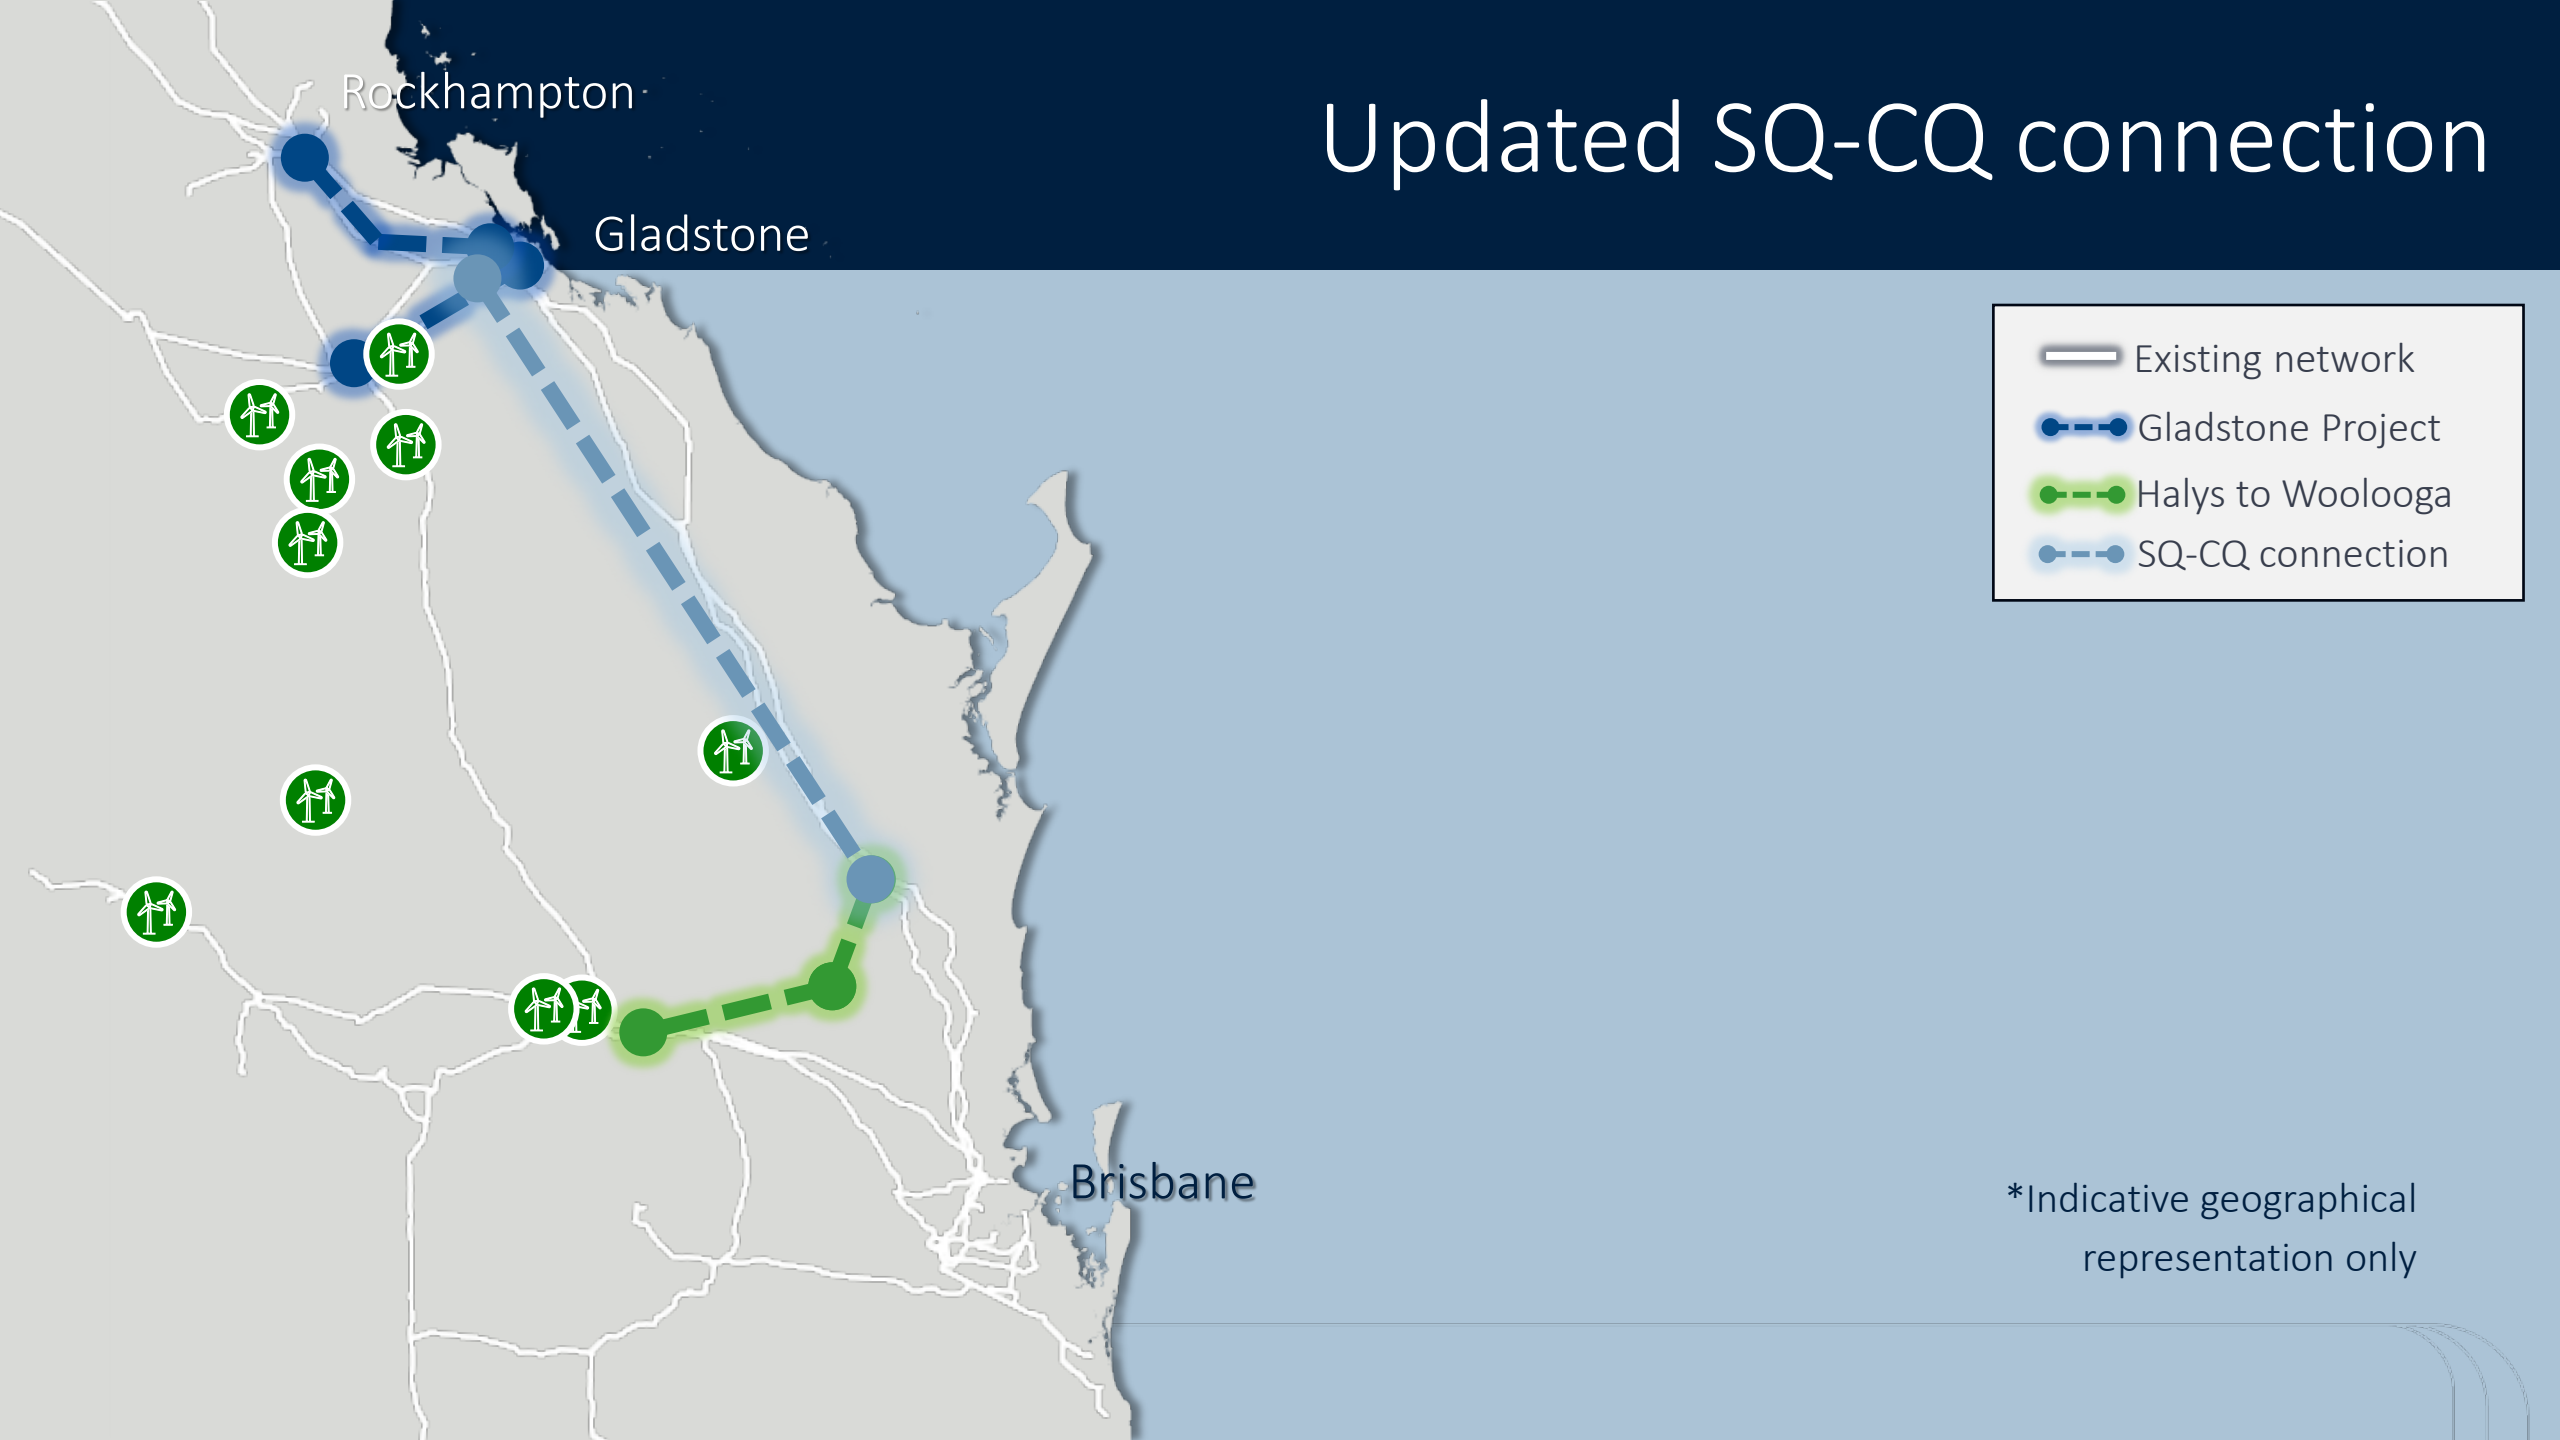 Updated SQ-CQ connection
Rockhampton
Gladstone
Existing network
Gladstone Project
Halys to Woolooga
SQ-CQ connection
Brisbane
*Indicative geographical
representation only